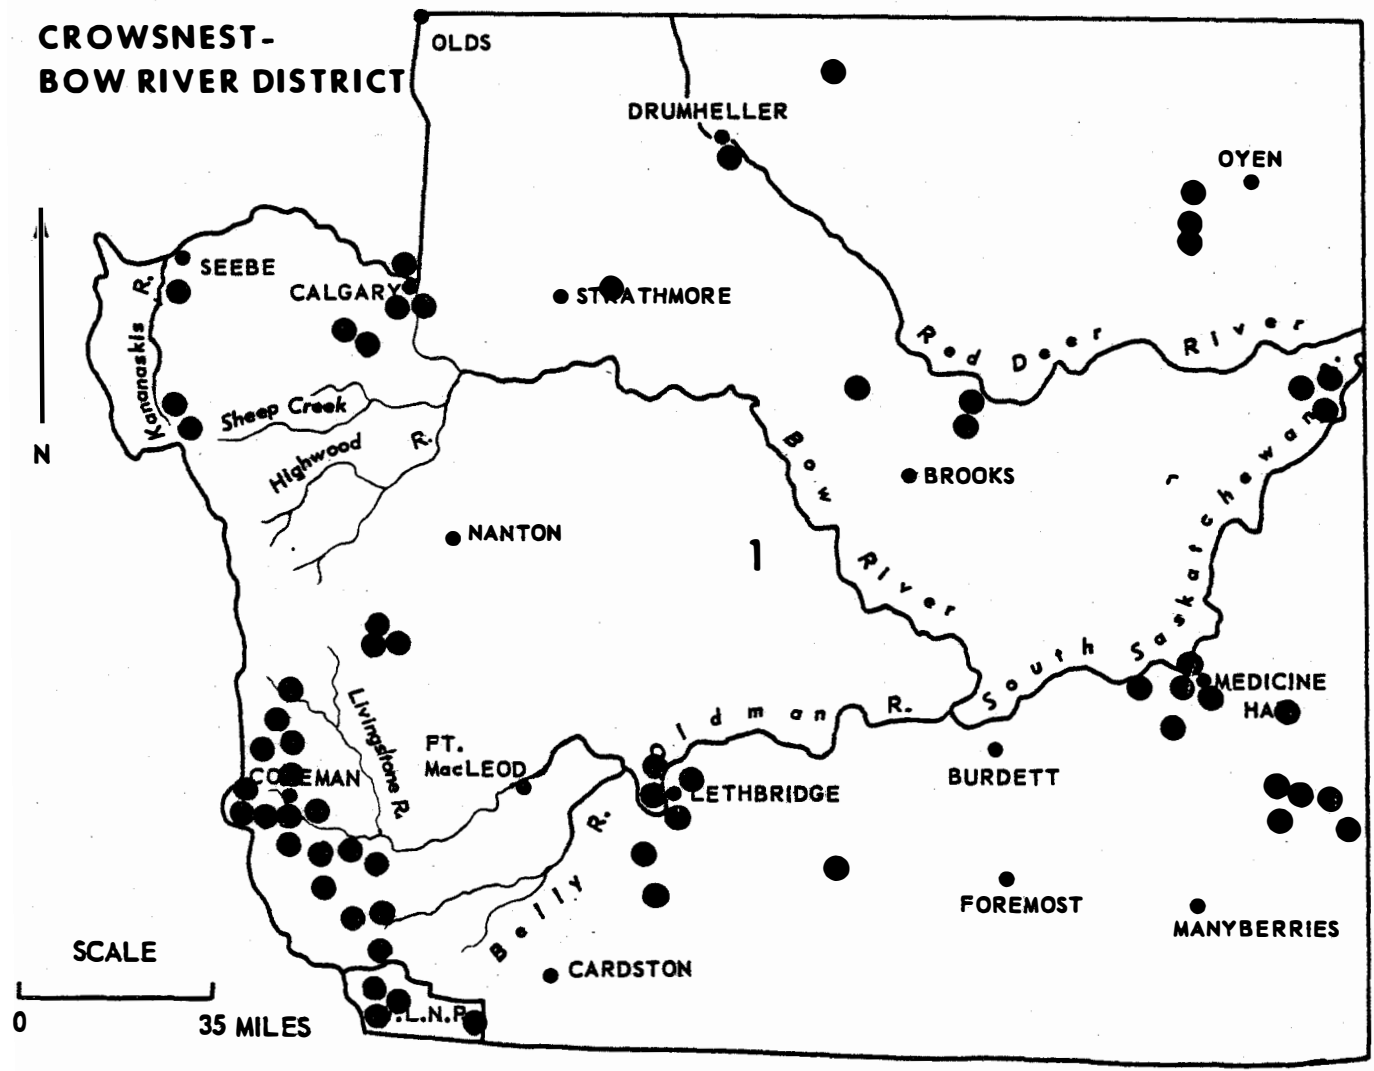 CROWSNEST-
BOW RIVER DISTRICT
OLDS
DRUMHELLER
OYEN
SEEBE
CALGARY
STRATHMORE
Kananaskis R.
Red Deer River
Sheep Creek
Highwood R.
N
BROOKS
NANTON
1
Bow River
South Saskatchewan R.
MEDICINE
HAT
Livingstone R.
FT.
MacLEOD
Oldman R.
BURDETT
COLEMAN
LETHBRIDGE
Belly R.
FOREMOST
MANYBERRIES
CARDSTON
.L.N.P.
SCALE
0 35 MILES